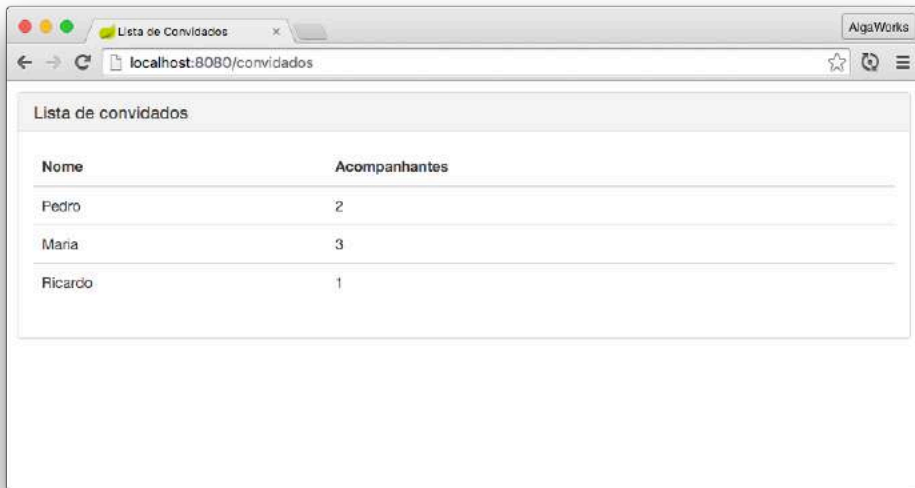 Lista de Convidados
AlgaWorks
localhost:8080/convidados
Lista de convidados
Nome Acompanhantes
Pedro 2
Maria 3
Ricardo 1